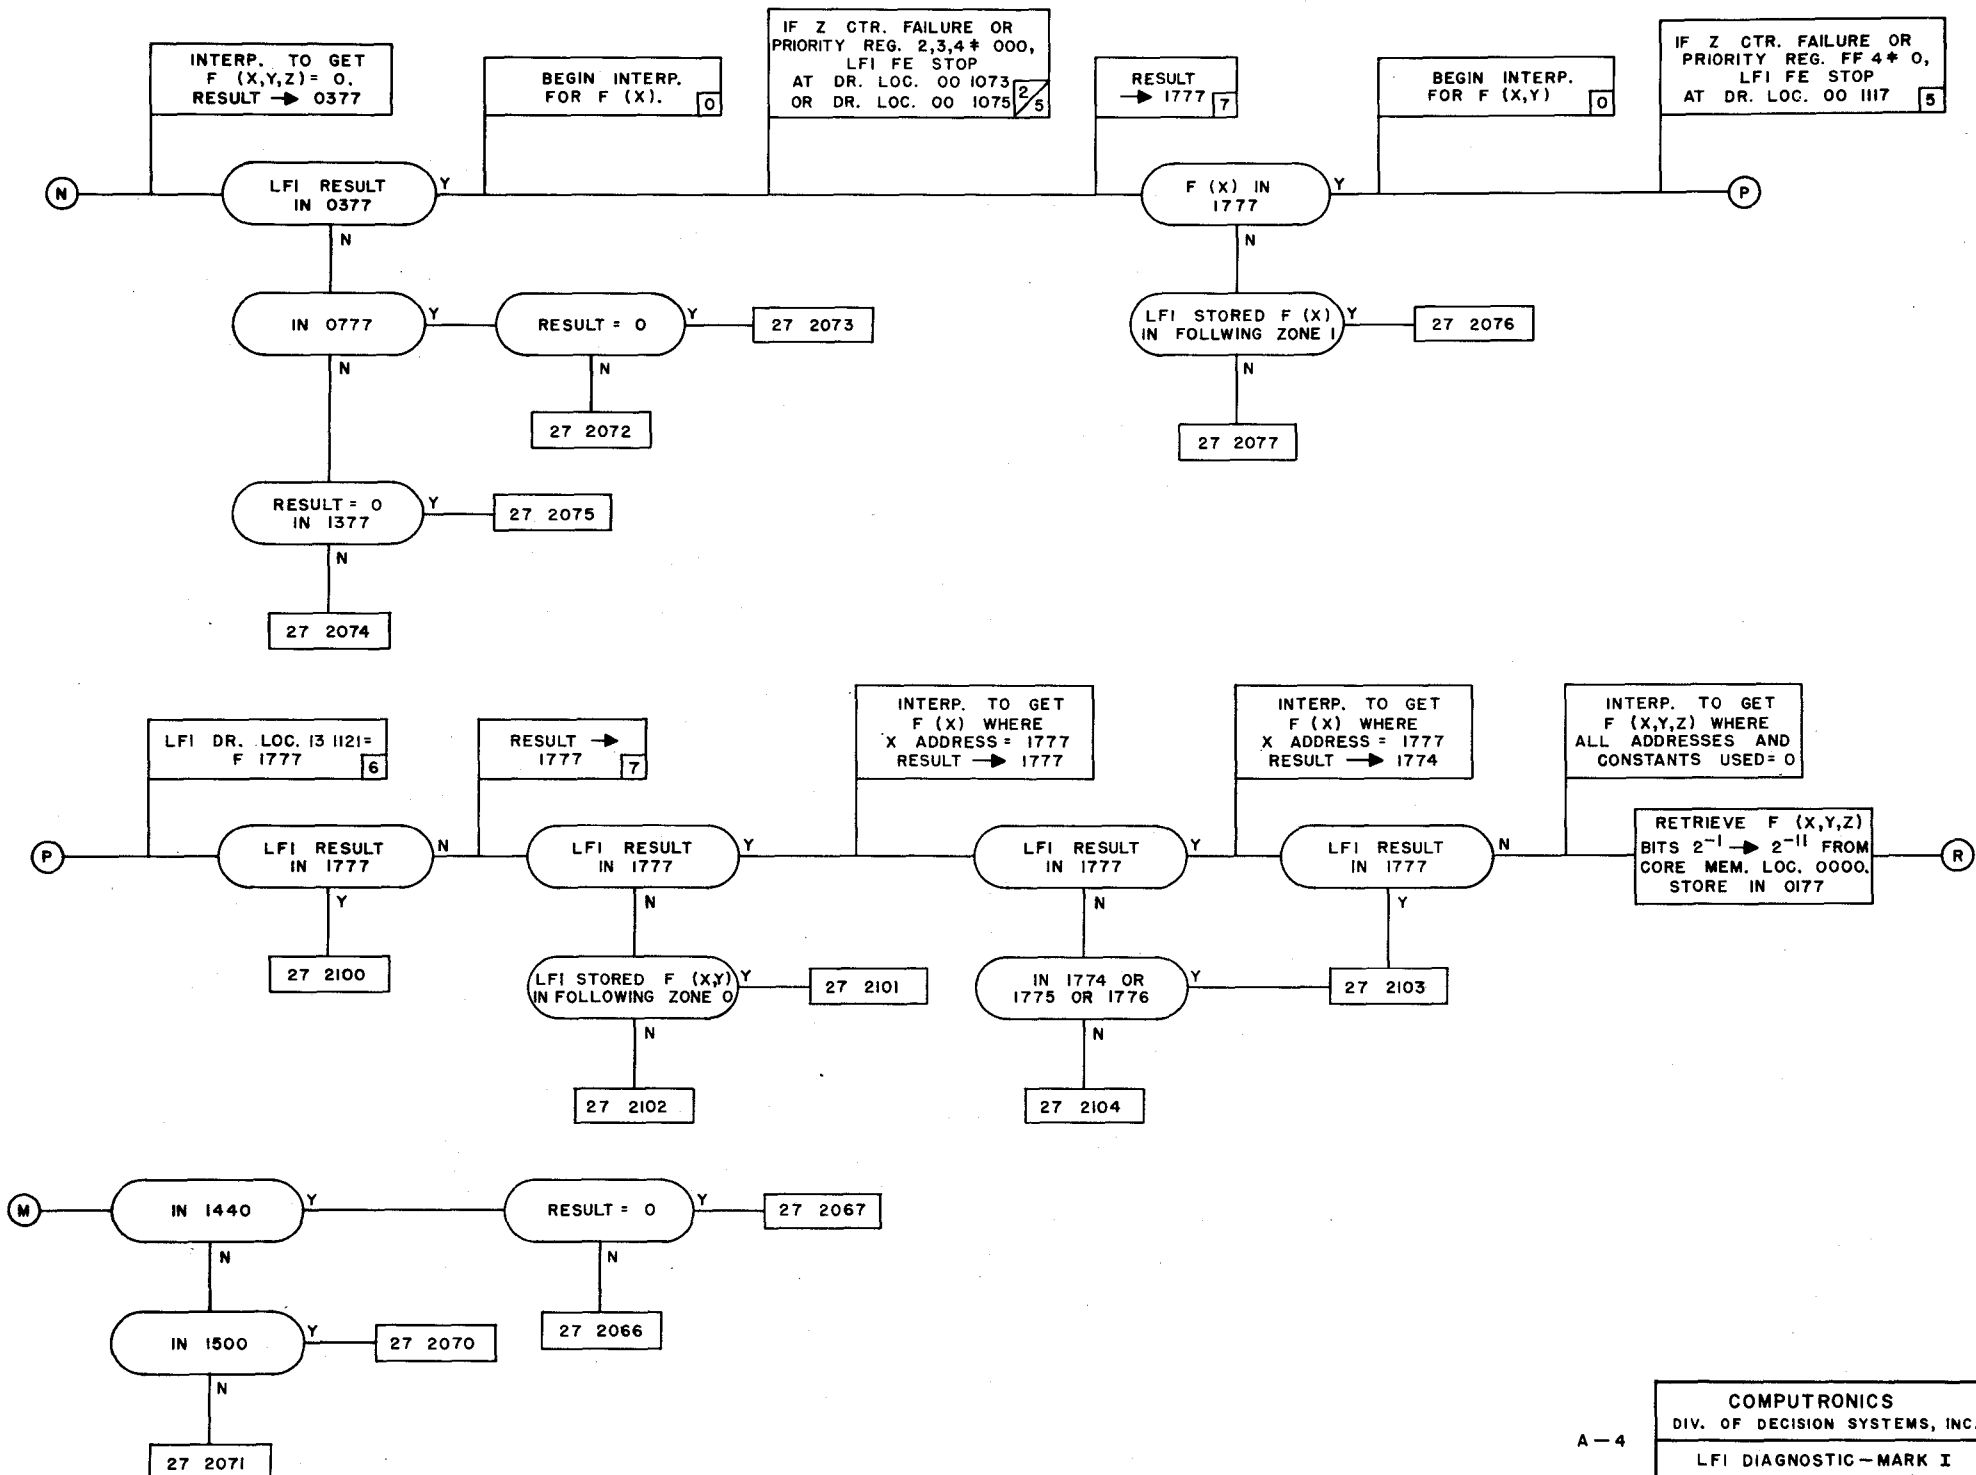 INTERP. TO GET
F (X,Y,Z)= 0.
RESULT → 0377
BEGIN INTERP.
FOR F (X).
0
IF Z CTR. FAILURE OR
PRIORITY REG. 2,3,4 ≠ 000,
LFI FE STOP
AT DR. LOC. 00 1073
OR DR. LOC. 00 1075
2/5
RESULT
→ 1777
7
BEGIN INTERP.
FOR F (X,Y)
0
IF Z CTR. FAILURE OR
PRIORITY REG. FF 4 ≠ 0,
LFI FE STOP
AT DR. LOC. 00 1117
5
N
LFI RESULT
IN 0377
Y
F (X) IN
1777
Y
P
N
N
IN 0777
Y
RESULT = 0
Y
27 2073
LFI STORED F (X)
IN FOLLWING ZONE 1
Y
27 2076
N
N
N
27 2072
27 2077
RESULT = 0
IN 1377
Y
27 2075
N
27 2074
LFI DR. LOC. 13 1121=
F 1777
6
RESULT →
1777
7
INTERP. TO GET
F (X) WHERE
X ADDRESS = 1777
RESULT → 1777
INTERP. TO GET
F (X) WHERE
X ADDRESS = 1777
RESULT → 1774
INTERP. TO GET
F (X,Y,Z) WHERE
ALL ADDRESSES AND
CONSTANTS USED= 0
P
LFI RESULT
IN 1777
N
LFI RESULT
IN 1777
Y
LFI RESULT
IN 1777
Y
LFI RESULT
IN 1777
N
RETRIEVE F (X,Y,Z)
BITS 2⁻¹ → 2⁻¹¹ FROM
CORE MEM. LOC. 0000.
STORE IN 0177
R
Y
N
N
Y
27 2100
LFI STORED F (X,Y)
IN FOLLOWING ZONE 0
Y
27 2101
IN 1774 OR
1775 OR 1776
Y
27 2103
N
N
27 2102
27 2104
M
IN 1440
Y
RESULT = 0
Y
27 2067
N
N
IN 1500
Y
27 2070
27 2066
N
27 2071
A — 4
COMPUTRONICS
DIV. OF DECISION SYSTEMS, INC.
LFI DIAGNOSTIC — MARK I